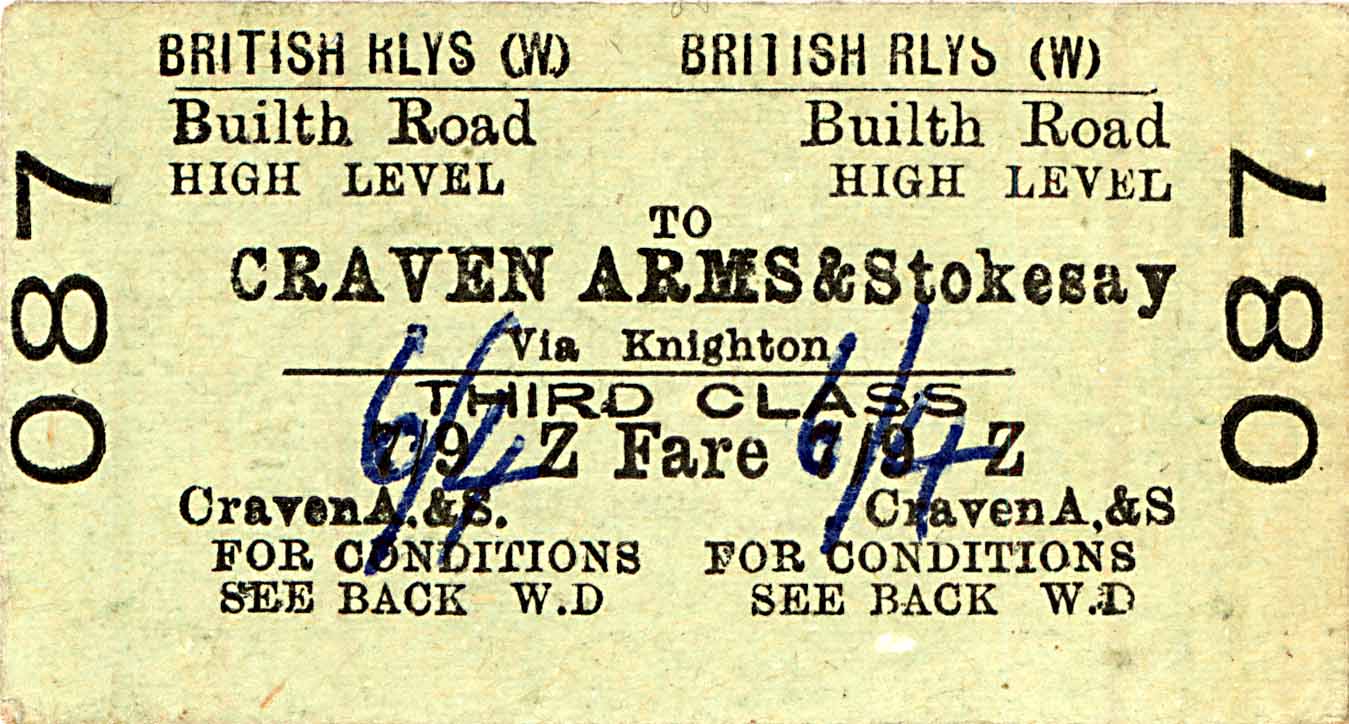 BRITISH RLYS (W) BRITISH RLYS (W)
Builth Road Builth Road
HIGH LEVEL HIGH LEVEL
TO
CRAVEN ARMS & Stokesay
Via Knighton
THIRD CLASS
7/9 Z Fare 7/9 Z
6/4 6/4
Craven A.&S. Craven A,&S
FOR CONDITIONS FOR CONDITIONS
SEE BACK W.D SEE BACK W.D
087 087